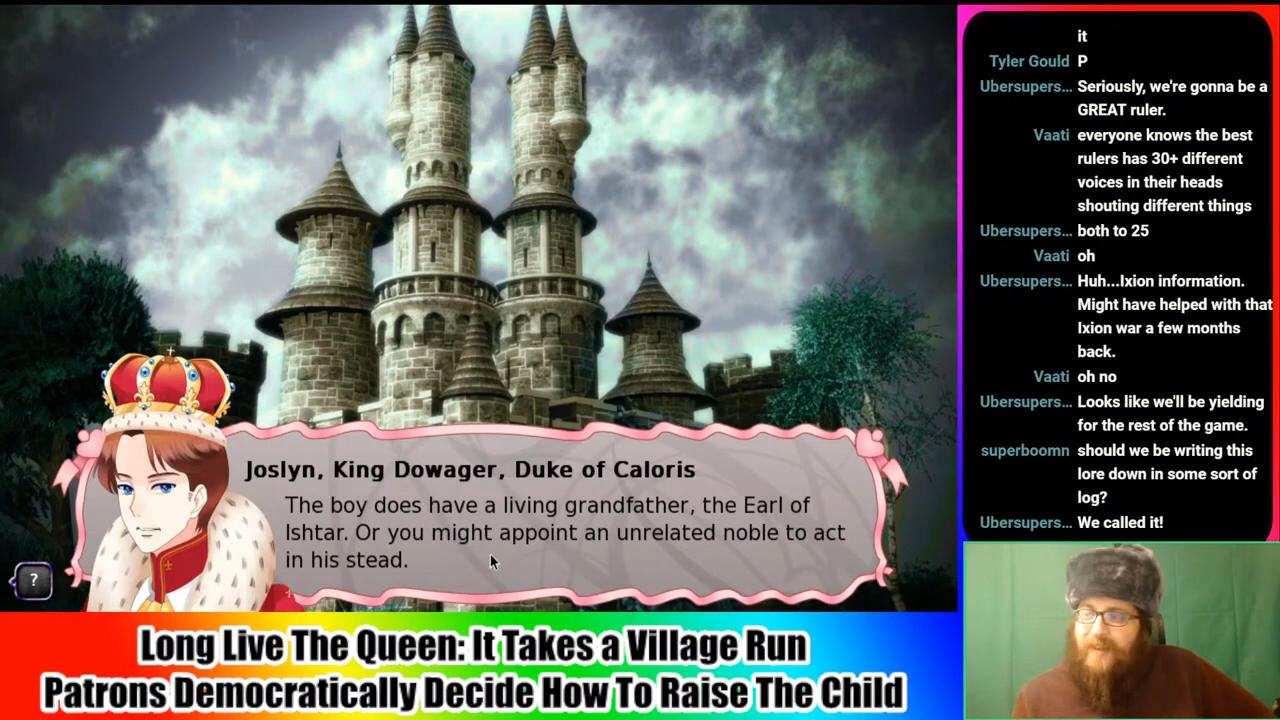 Joslyn, King Dowager, Duke of Caloris
The boy does have a living grandfather, the Earl of
Ishtar. Or you might appoint an unrelated noble to act
in his stead.
?
Long Live The Queen: It Takes a Village Run
Patrons Democratically Decide How To Raise The Child
it
Tyler Gould P
Ubersupers... Seriously, we're gonna be a
GREAT ruler.
Vaati everyone knows the best
rulers has 30+ different
voices in their heads
shouting different things
Ubersupers... both to 25
Vaati oh
Ubersupers... Huh...Ixion information.
Might have helped with that
Ixion war a few months
back.
Vaati oh no
Ubersupers... Looks like we'll be yielding
for the rest of the game.
superboomn should we be writing this
lore down in some sort of
log?
Ubersupers... We called it!